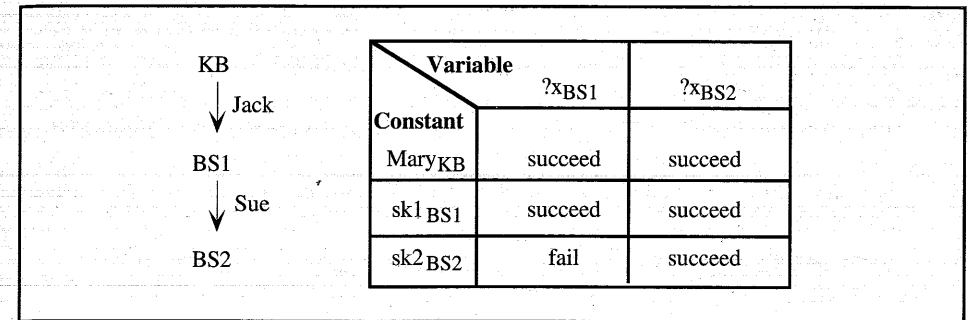 KB
Jack
BS1
Sue
BS2
Variable
?xBS1 ?xBS2
Constant
MaryKB succeed succeed
sk1BS1 succeed succeed
sk2BS2 fail succeed